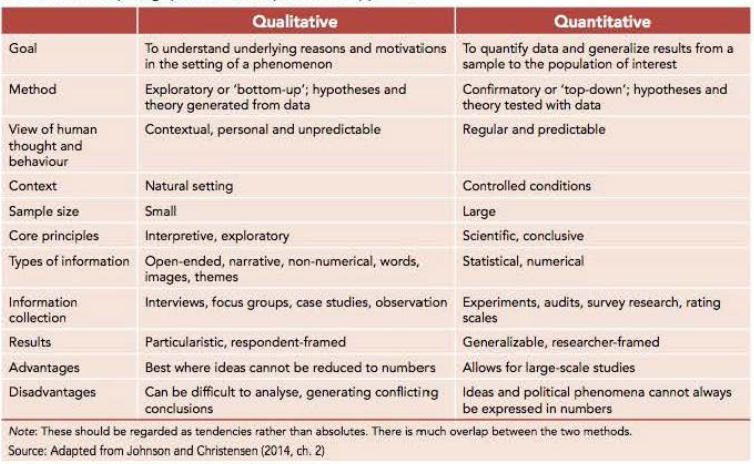 Qualitative Quantitative
Goal To understand underlying reasons and motivations To quantify data and generalize results from a
in the setting of a phenomenon sample to the population of interest
Method Exploratory or ‘bottom-up’; hypotheses and Confirmatory or ‘top-down’; hypotheses and
theory generated from data theory tested with data
View of human Contextual, personal and unpredictable Regular and predictable
thought and
behaviour
Context Natural setting Controlled conditions
Sample size Small Large
Core principles Interpretive, exploratory Scientific, conclusive
Types of information Open-ended, narrative, non-numerical, words, Statistical, numerical
images, themes
Information Interviews, focus groups, case studies, observation Experiments, audits, survey research, rating
collection scales
Results Particularistic, respondent-framed Generalizable, researcher-framed
Advantages Best where ideas cannot be reduced to numbers Allows for large-scale studies
Disadvantages Can be difficult to analyse, generating conflicting Ideas and political phenomena cannot always
conclusions be expressed in numbers
Note: These should be regarded as tendencies rather than absolutes. There is much overlap between the two methods.
Source: Adapted from Johnson and Christensen (2014, ch. 2)